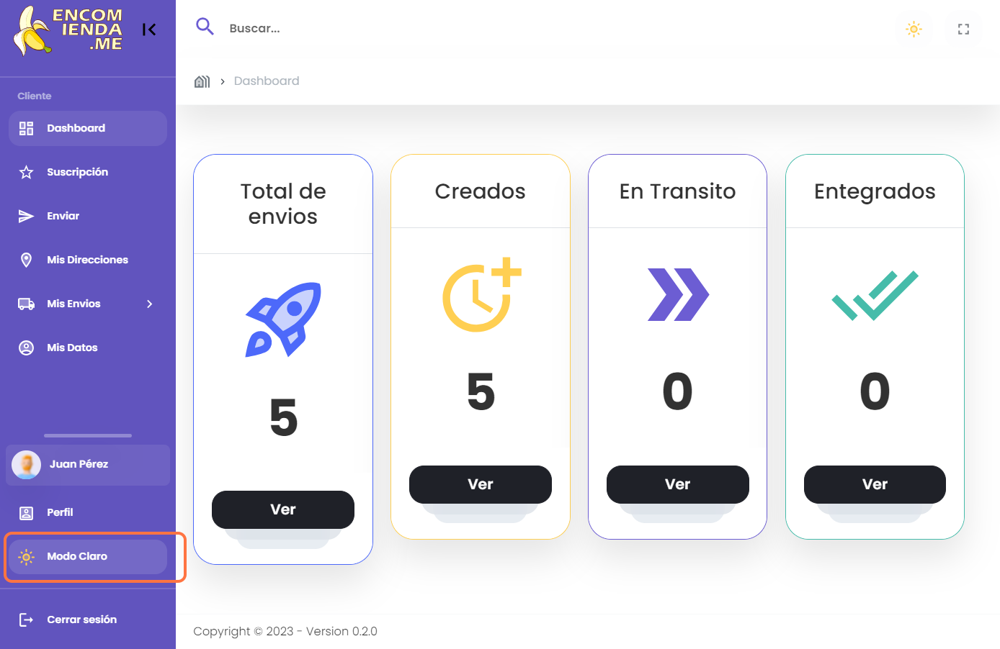 ENCOM
IENDA
.ME
Buscar...
Dashboard
Cliente
Dashboard
Suscripción
Enviar
Mis Direcciones
Mis Envios
Mis Datos
Juan Pérez
Perfil
Modo Claro
Cerrar sesión
Total de
envios
5
Ver
Creados
5
Ver
En Transito
0
Ver
Entegrados
0
Ver
Copyright © 2023 - Version 0.2.0